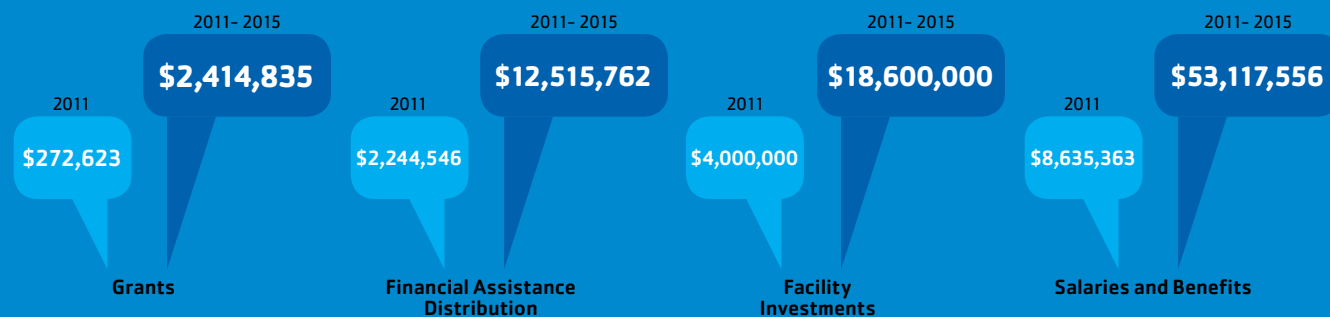 2011– 2015
$2,414,835
2011
$272,623
Grants
2011– 2015
$12,515,762
2011
$2,244,546
Financial Assistance
Distribution
2011– 2015
$18,600,000
2011
$4,000,000
Facility
Investments
2011– 2015
$53,117,556
2011
$8,635,363
Salaries and Benefits